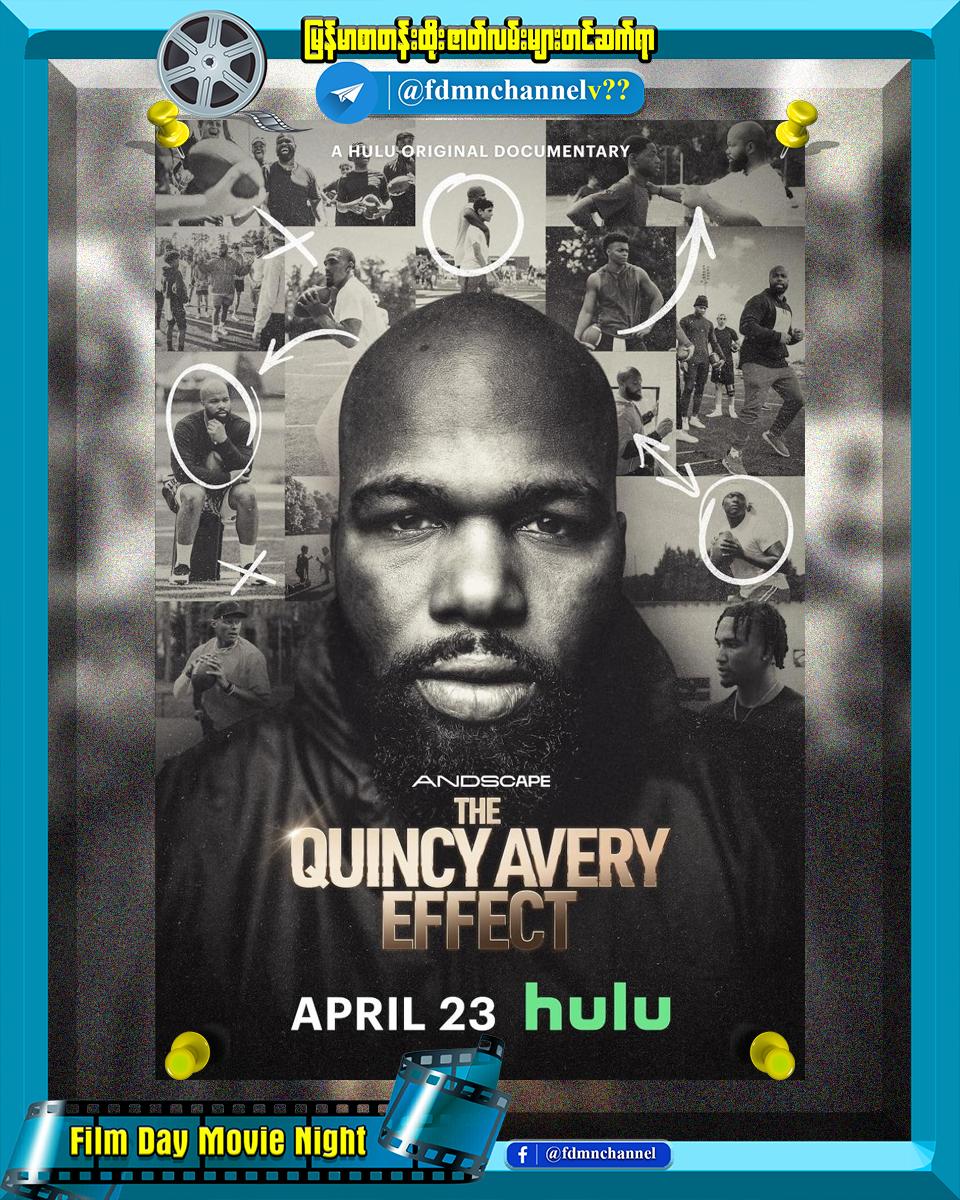 မြန်မာစာတန်းထိုးဇာတ်လမ်းများတင်ဆက်ရာ
@fdmnchannelv??
A HULU ORIGINAL DOCUMENTARY
ANDSCAPE
THE
QUINCY AVERY
EFFECT
APRIL 23 hulu
Film Day Movie Night
@fdmnchannel